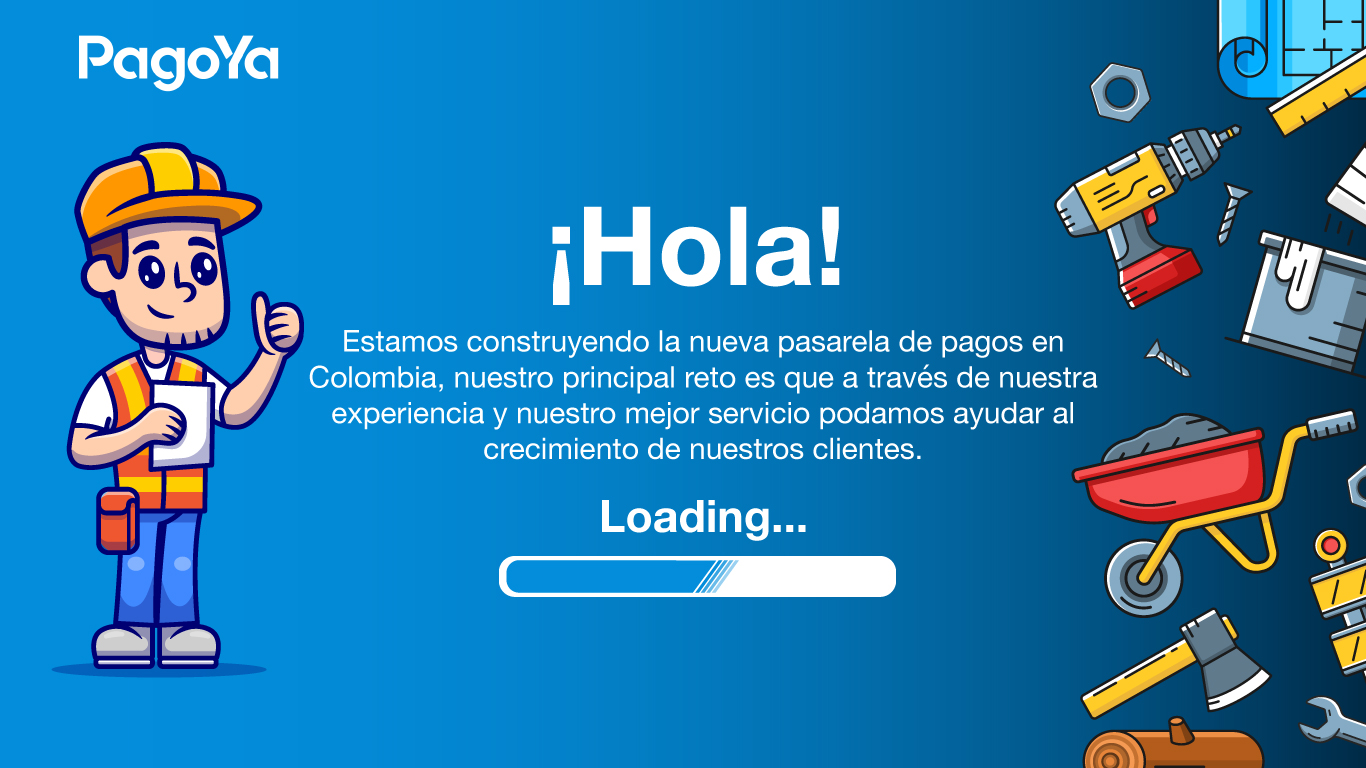 PagoYa
¡Hola!
Estamos construyendo la nueva pasarela de pagos en
Colombia, nuestro principal reto es que a través de nuestra
experiencia y nuestro mejor servicio podamos ayudar al
crecimiento de nuestros clientes.
Loading...